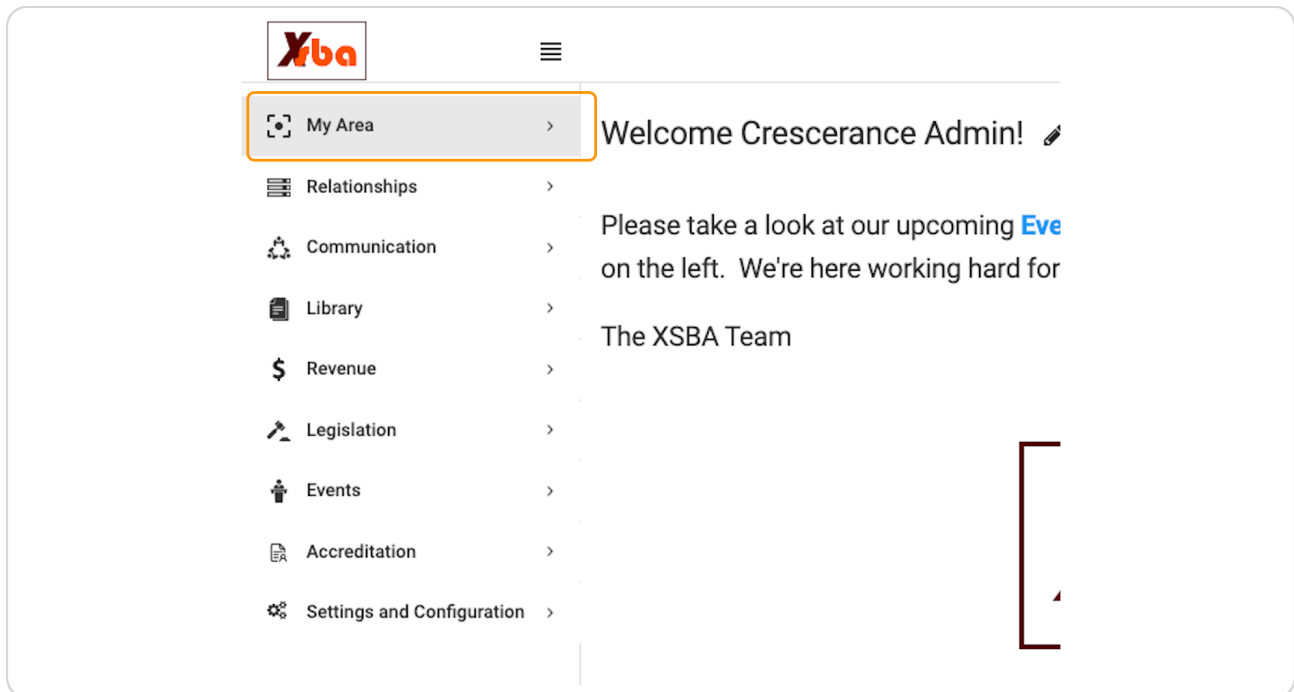 Xrba
My Area
Relationships
Communication
Library
Revenue
Legislation
Events
Accreditation
Settings and Configuration
Welcome Crescerance Admin!
Please take a look at our upcoming Eve
on the left. We're here working hard for
The XSBA Team